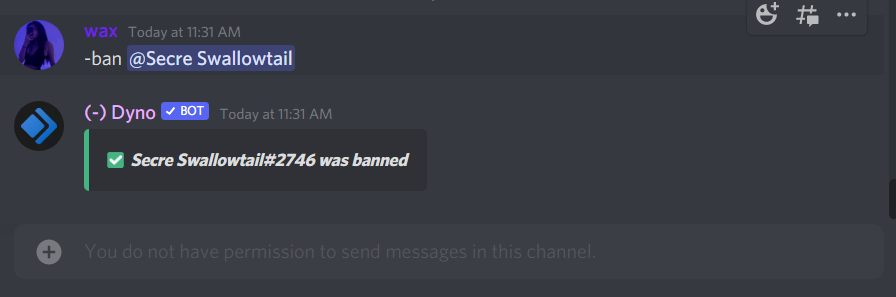 wax Today at 11:31 AM
-ban @Secre Swallowtail
(-) Dyno BOT Today at 11:31 AM
Secre Swallowtail#2746 was banned
You do not have permission to send messages in this channel.